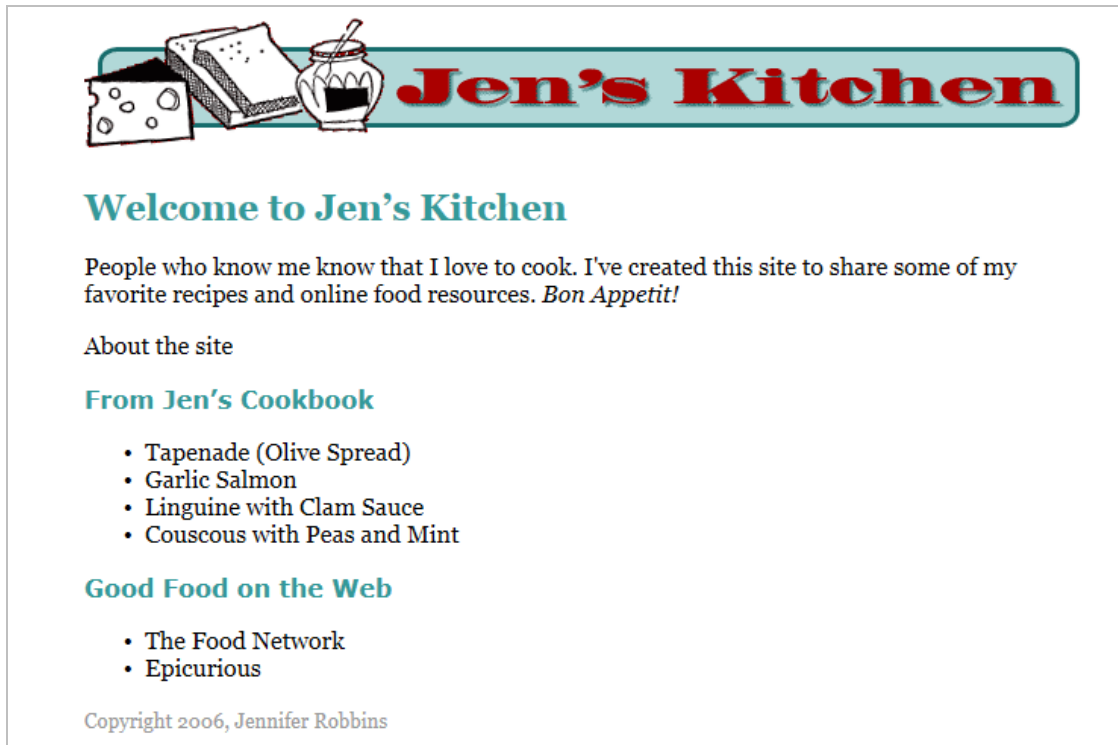 Jen’s Kitchen
Welcome to Jen’s Kitchen
People who know me know that I love to cook. I've created this site to share some of my
favorite recipes and online food resources. Bon Appetit!
About the site
From Jen’s Cookbook
• Tapenade (Olive Spread)
• Garlic Salmon
• Linguine with Clam Sauce
• Couscous with Peas and Mint
Good Food on the Web
• The Food Network
• Epicurious
Copyright 2006, Jennifer Robbins